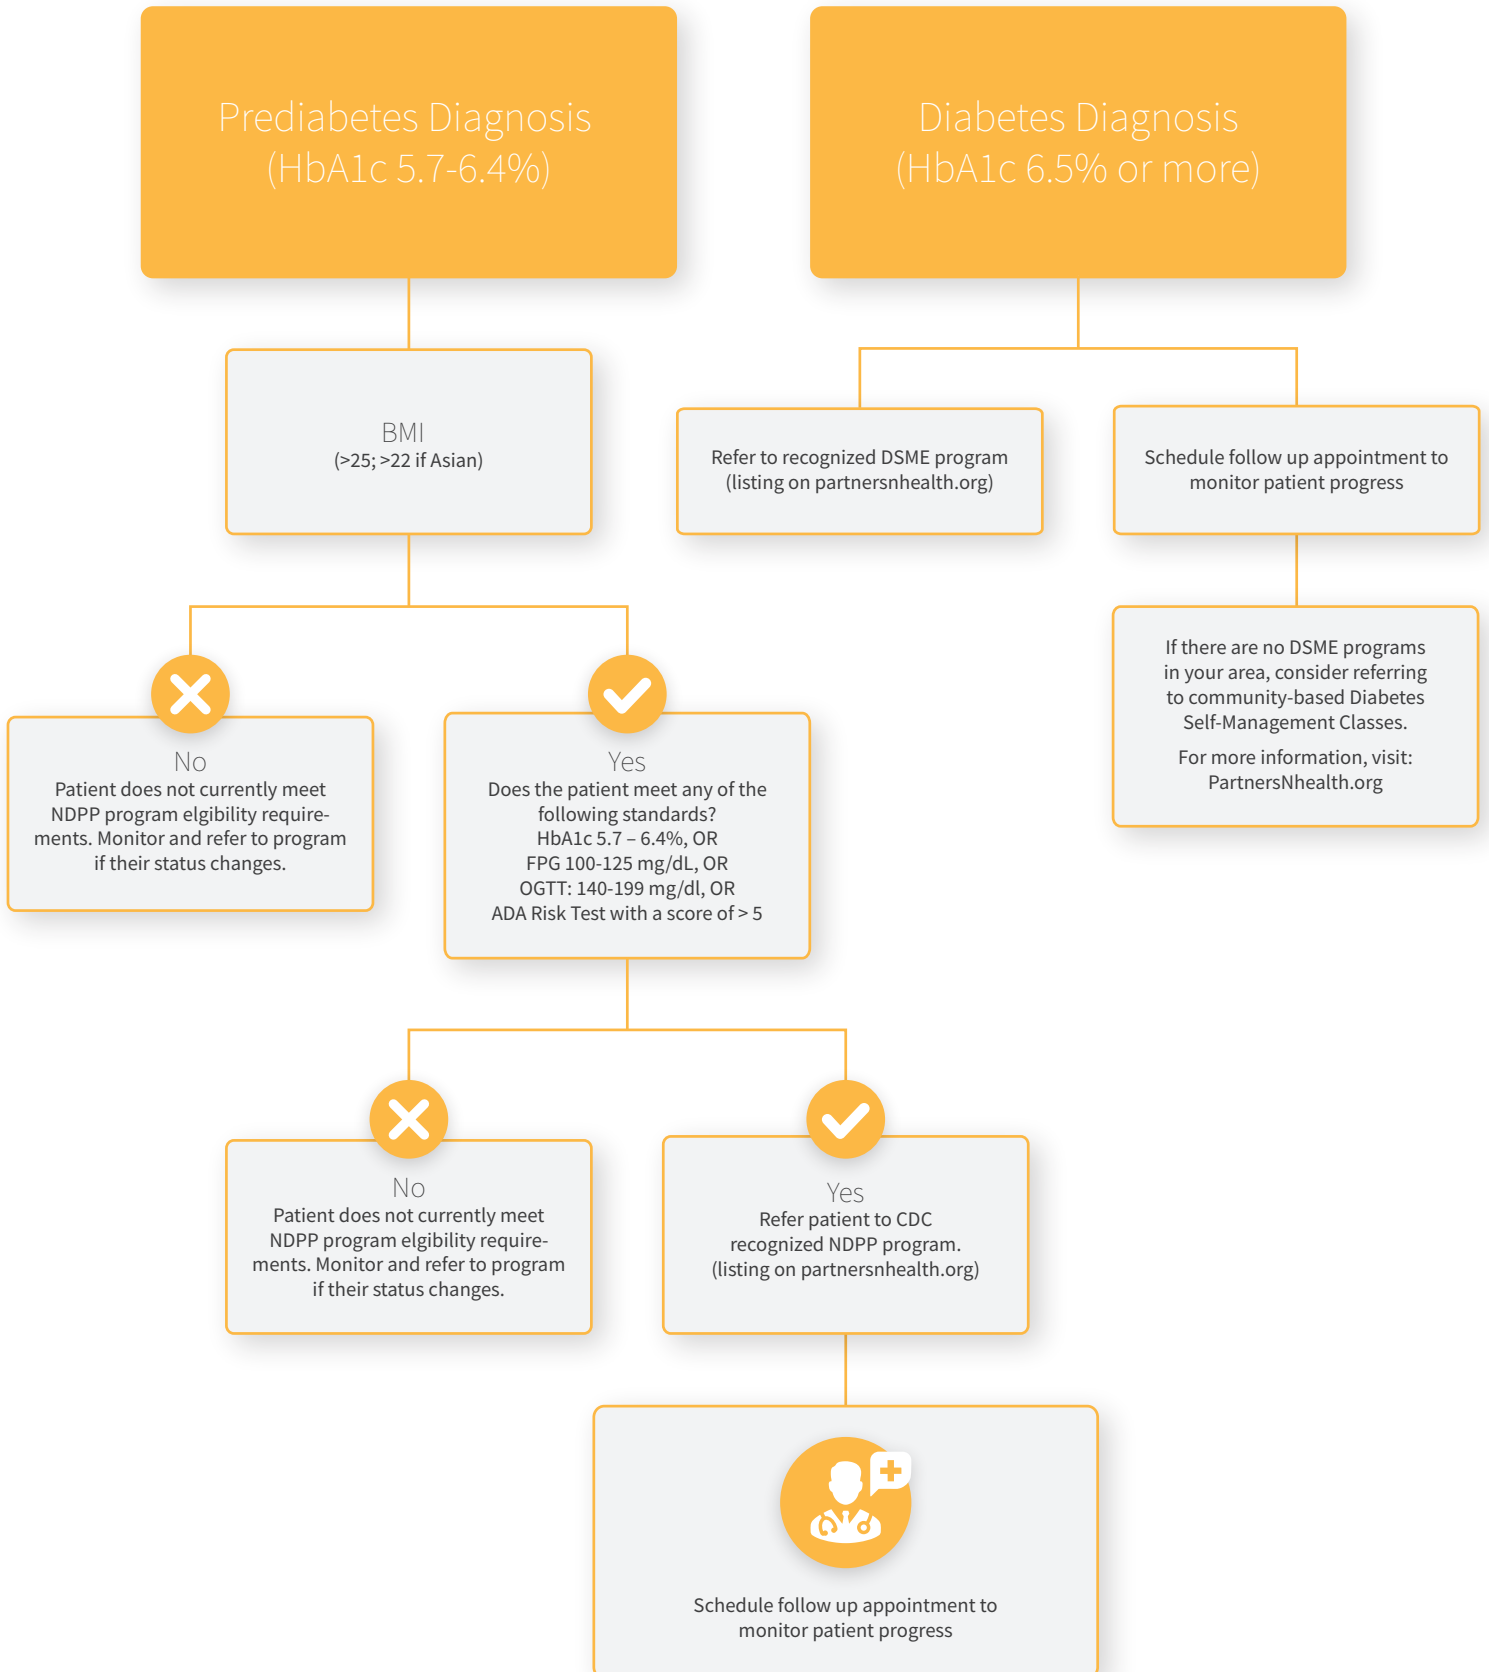 Prediabetes Diagnosis
(HbA1c 5.7-6.4%)
Diabetes Diagnosis
(HbA1c 6.5% or more)
BMI
(>25; >22 if Asian)
Refer to recognized DSME program
(listing on partnersnhealth.org)
Schedule follow up appointment to
monitor patient progress
If there are no DSME programs
in your area, consider referring
to community-based Diabetes
Self-Management Classes.
For more information, visit:
PartnersNhealth.org
No
Patient does not currently meet
NDPP program elgibility require-
ments. Monitor and refer to program
if their status changes.
Yes
Does the patient meet any of the
following standards?
HbA1c 5.7 – 6.4%, OR
FPG 100-125 mg/dL, OR
OGTT: 140-199 mg/dl, OR
ADA Risk Test with a score of > 5
No
Patient does not currently meet
NDPP program elgibility require-
ments. Monitor and refer to program
if their status changes.
Yes
Refer patient to CDC
recognized NDPP program.
(listing on partnersnhealth.org)
Schedule follow up appointment to
monitor patient progress